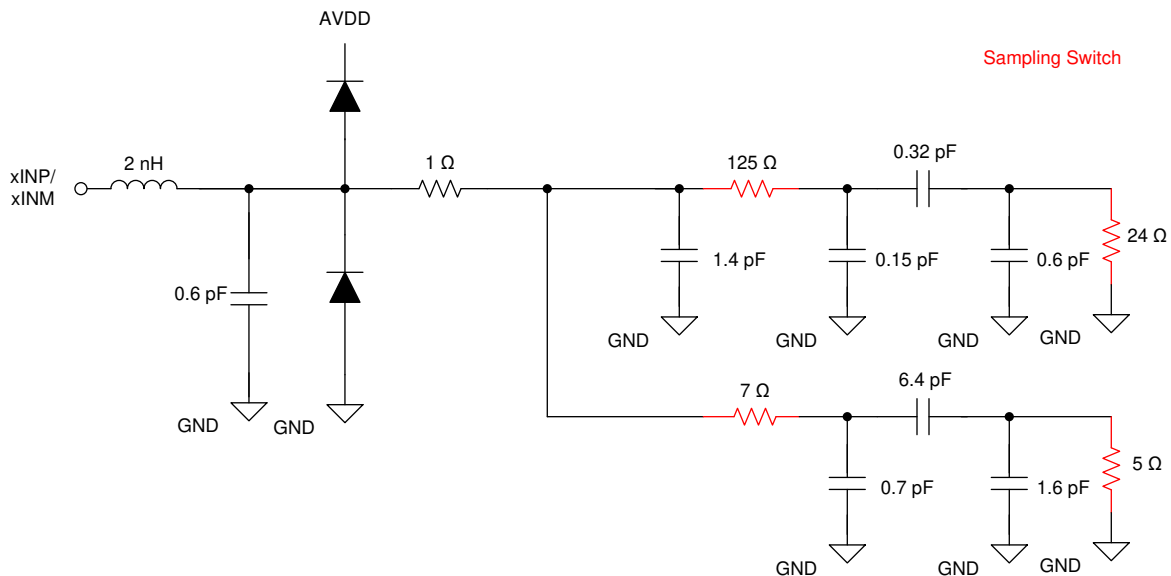 AVDD
Sampling Switch
xINP/
xINM
2 nH
1 Ω
125 Ω
0.32 pF
24 Ω
0.6 pF
1.4 pF
0.15 pF
0.6 pF
GND
GND
GND
GND
7 Ω
6.4 pF
GND
GND
0.7 pF
1.6 pF
5 Ω
GND
GND
GND